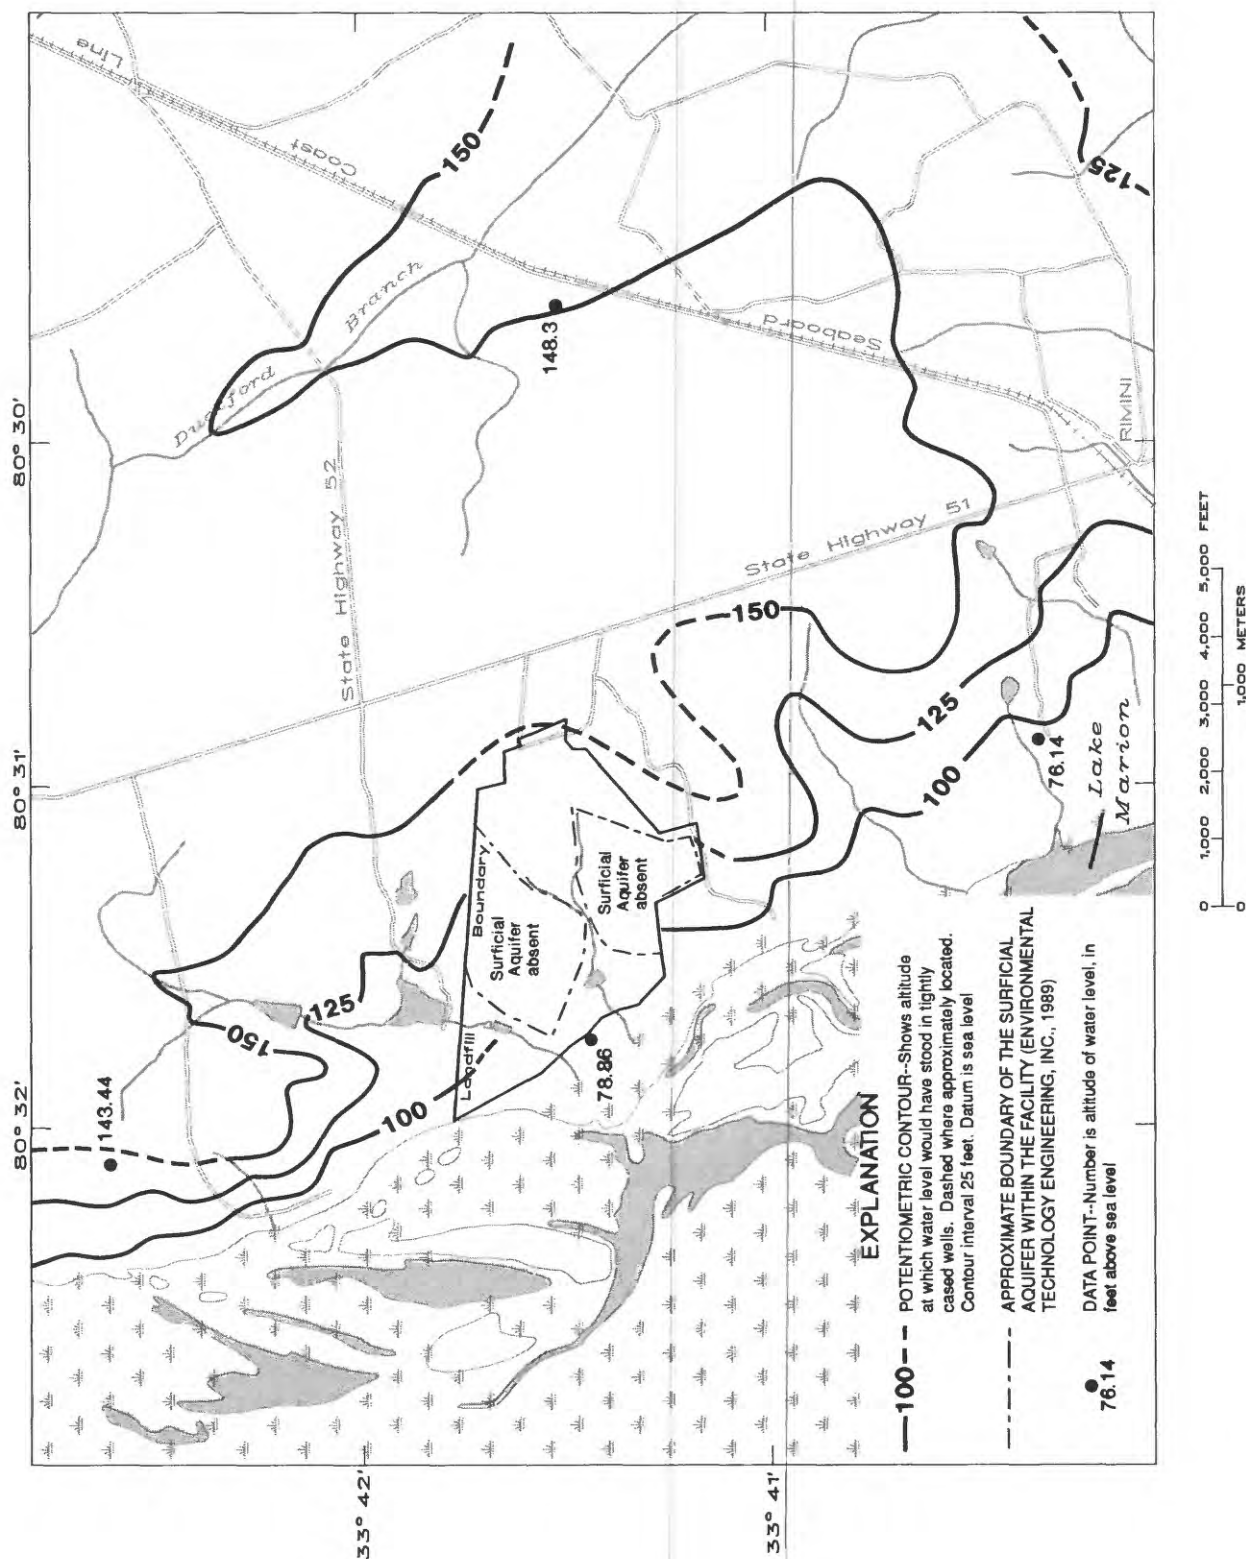 80° 32'
80° 31'
80° 30'
33° 42'
33° 41'
Line
Coast
Seaboard
150
Branch
State Highway 52
148.3
125
RIMINI
State Highway 51
150
125
100
76.14
Lake
Marion
143.44
150
125
100
Landfill
Boundary
Surficial
Aquifer
absent
Surficial
Aquifer
absent
78.86
EXPLANATION
100
POTENTIOMETRIC CONTOUR--Shows altitude
at which water level would have stood in tightly
cased wells. Dashed where approximately located.
Contour interval 25 feet. Datum is sea level
APPROXIMATE BOUNDARY OF THE SURFICIAL
AQUIFER WITHIN THE FACILITY (ENVIRONMENTAL
TECHNOLOGY ENGINEERING, INC., 1989)
76.14
DATA POINT--Number is altitude of water level, in
feet above sea level
0 1,000 2,000 3,000 4,000 5,000 FEET
0 1,000 METERS